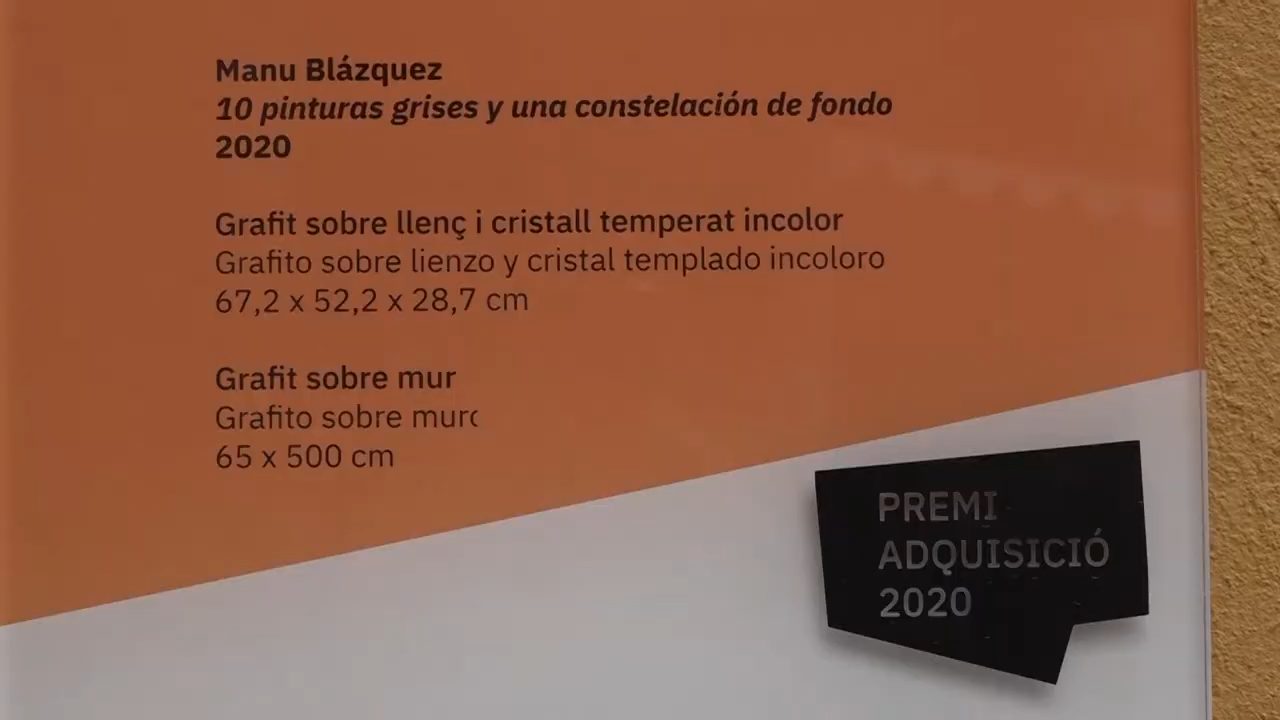 Manu Blázquez
10 pinturas grises y una constelación de fondo
2020
Grafit sobre llenç i cristall temperat incolor
Grafito sobre lienzo y cristal templado incoloro
67,2 x 52,2 x 28,7 cm
Grafit sobre mur
Grafito sobre muro
65 x 500 cm
PREMI
ADQUISICIÓ
2020